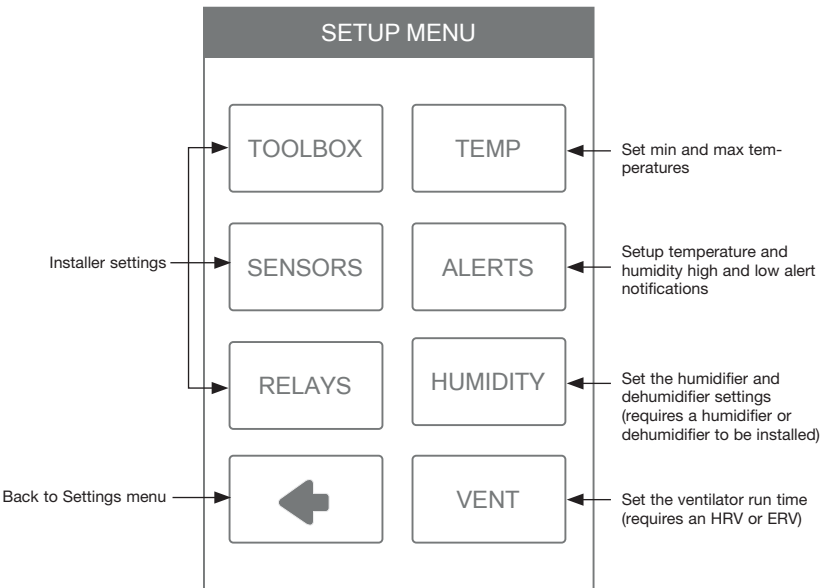 SETUP MENU
TOOLBOX
TEMP
Set min and max tem-
peratures
Installer settings
SENSORS
ALERTS
Setup temperature and
humidity high and low alert
notifications
RELAYS
HUMIDITY
Set the humidifier and
dehumidifier settings
(requires a humidifier or
dehumidifier to be installed)
Back to Settings menu
VENT
Set the ventilator run time
(requires an HRV or ERV)